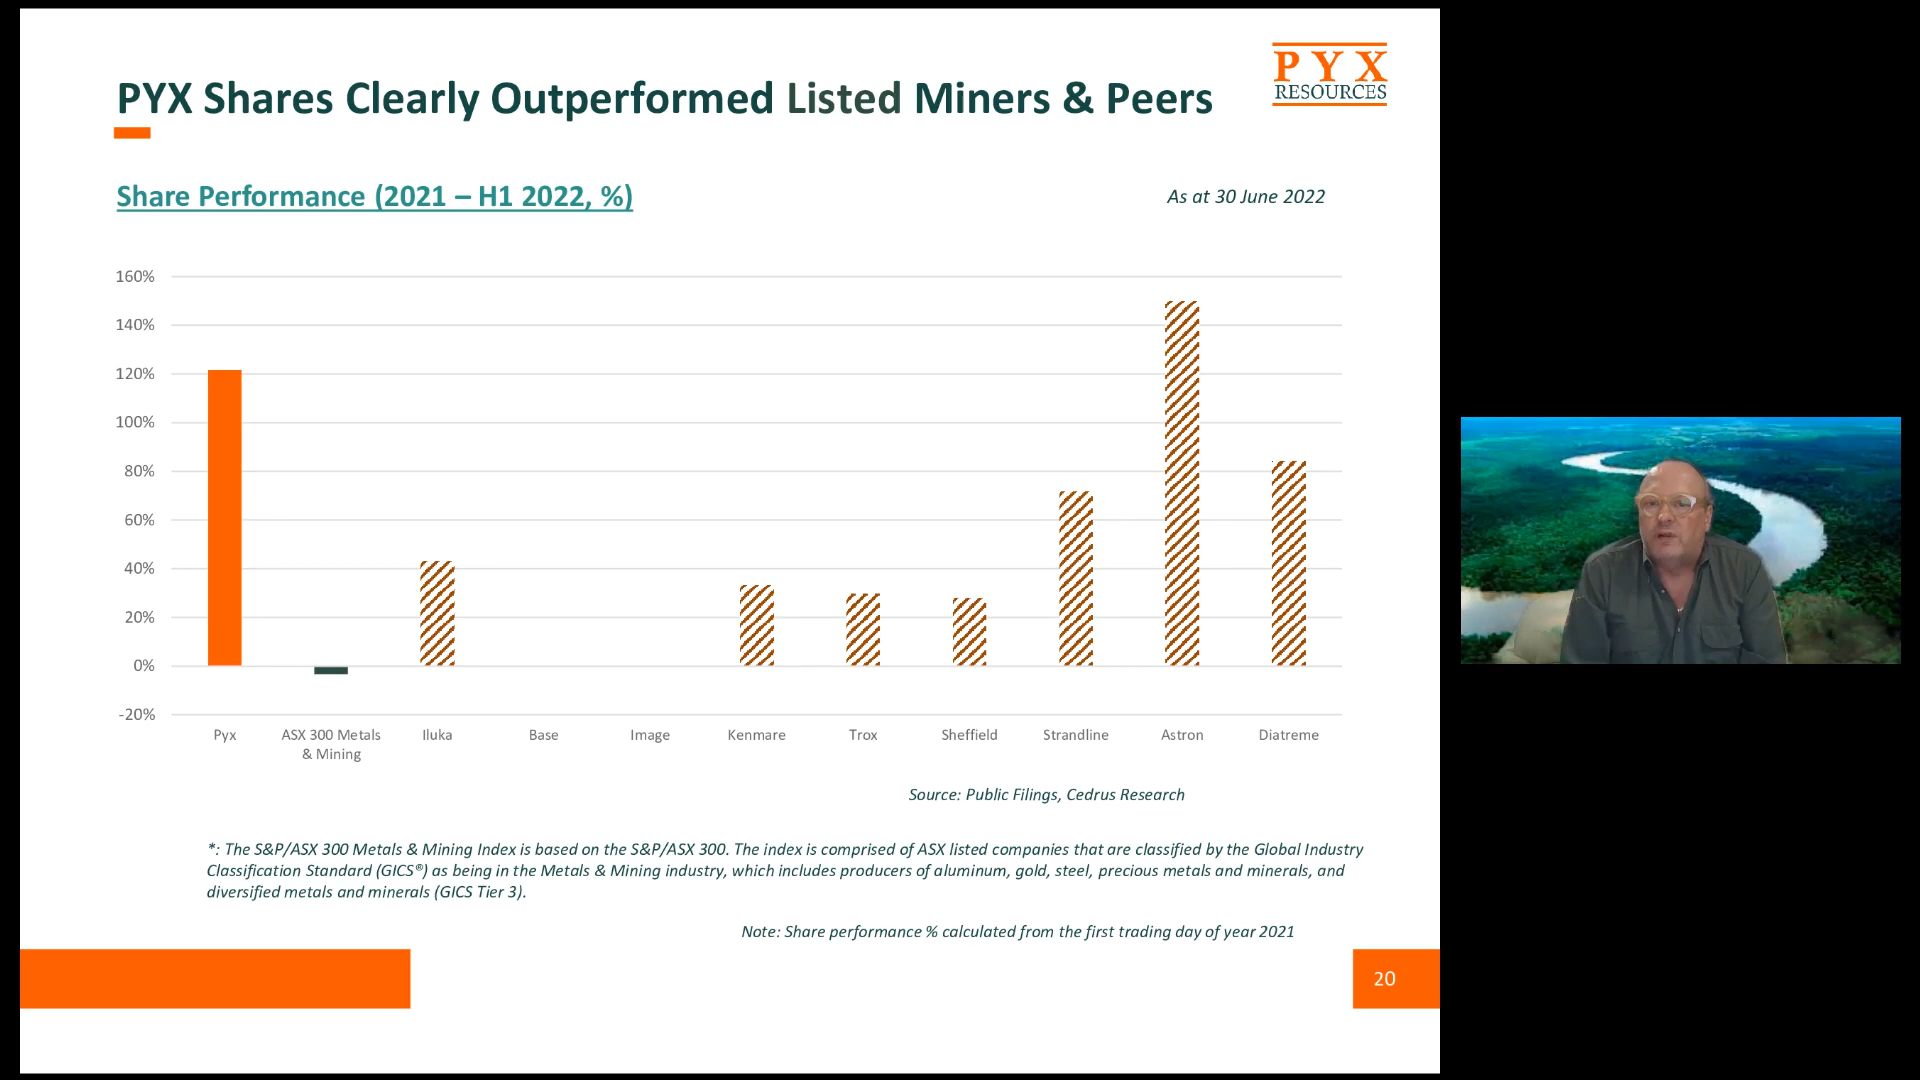 PYX Shares Clearly Outperformed Listed Miners & Peers
PYX
RESOURCES
Share Performance (2021 – H1 2022, %)
As at 30 June 2022
160%
140%
120%
100%
80%
60%
40%
20%
0%
-20%
Pyx
ASX 300 Metals
& Mining
Iluka
Base
Image
Kenmare
Trox
Sheffield
Strandline
Astron
Diatreme
Source: Public Filings, Cedrus Research
*: The S&P/ASX 300 Metals & Mining Index is based on the S&P/ASX 300. The index is comprised of ASX listed companies that are classified by the Global Industry
Classification Standard (GICS®) as being in the Metals & Mining industry, which includes producers of aluminum, gold, steel, precious metals and minerals, and
diversified metals and minerals (GICS Tier 3).
Note: Share performance % calculated from the first trading day of year 2021
20